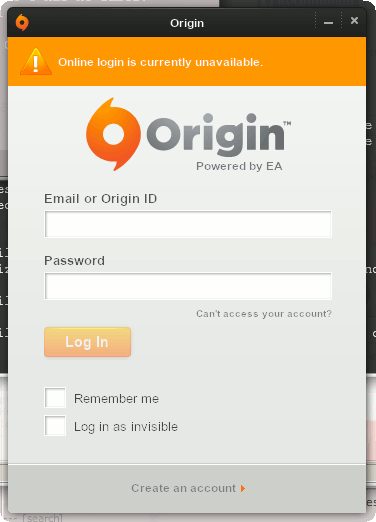 Origin
Online login is currently unavailable.
Origin™
Powered by EA
Email or Origin ID
Password
Can't access your account?
Log In
Remember me
Log in as invisible
Create an account
[search]